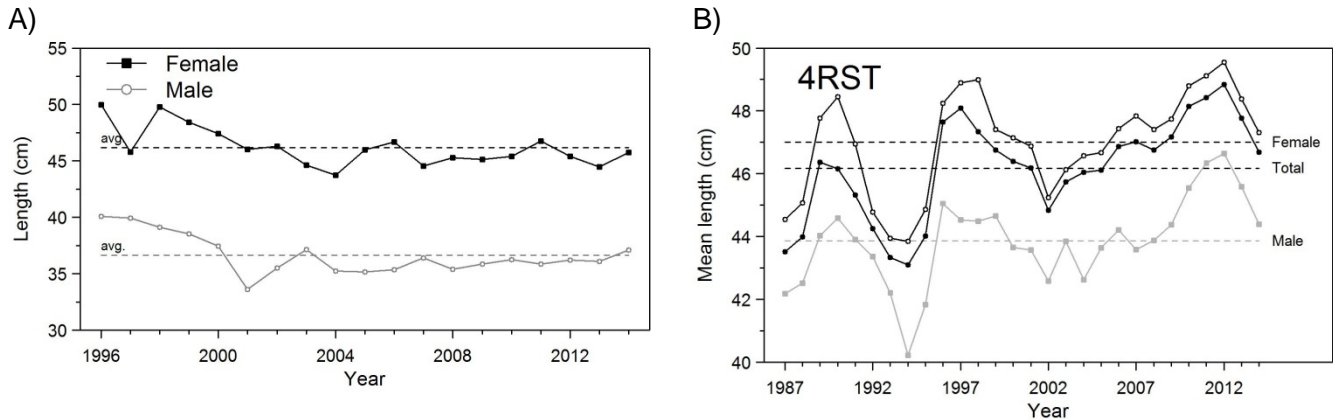 A)
55
50
45
40
35
30
Length (cm)
Female
Male
avg.
avg.
1996
2000
2004
2008
2012
Year
B)
50
48
46
44
42
40
Mean length (cm)
4RST
Female
Total
Male
1987
1992
1997
2002
2007
2012
Year